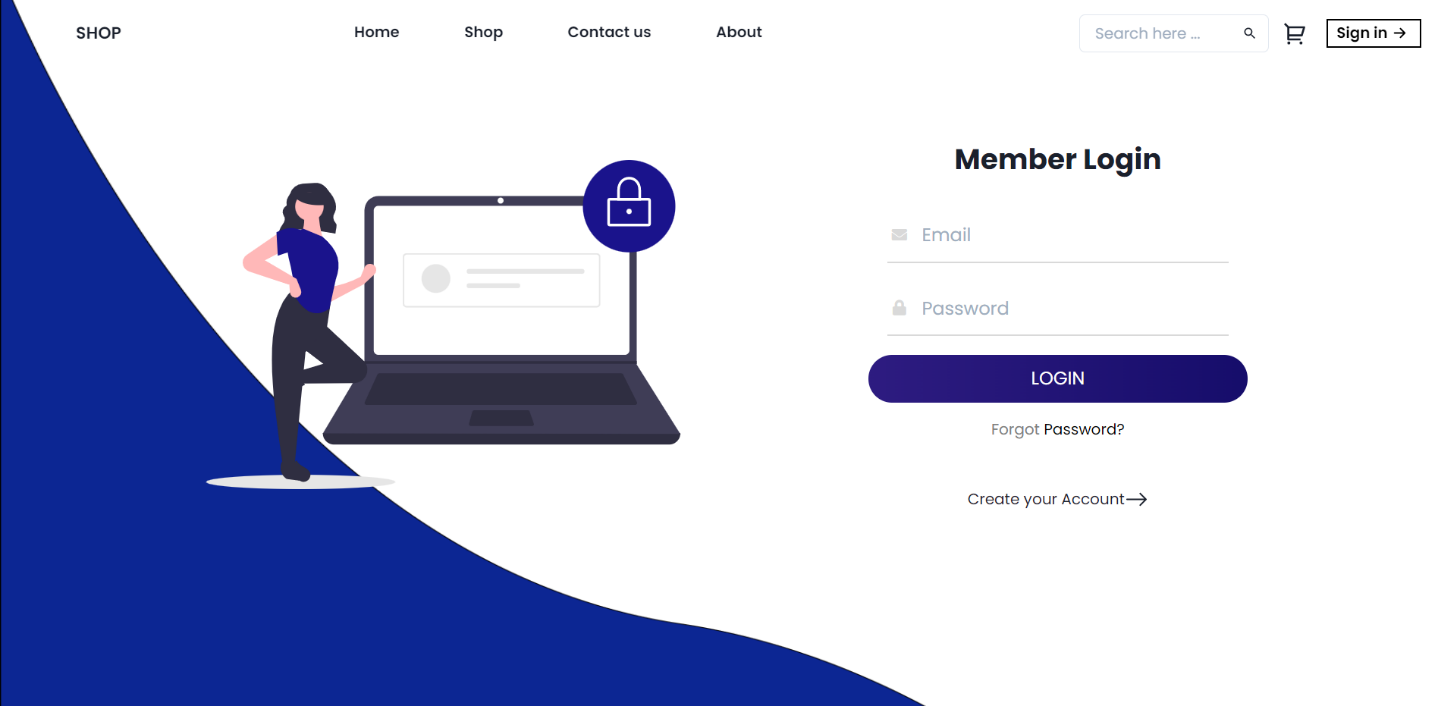 SHOP
Home
Shop
Contact us
About
Search here ...
Sign in →
Member Login
Email
Password
LOGIN
Forgot Password?
Create your Account